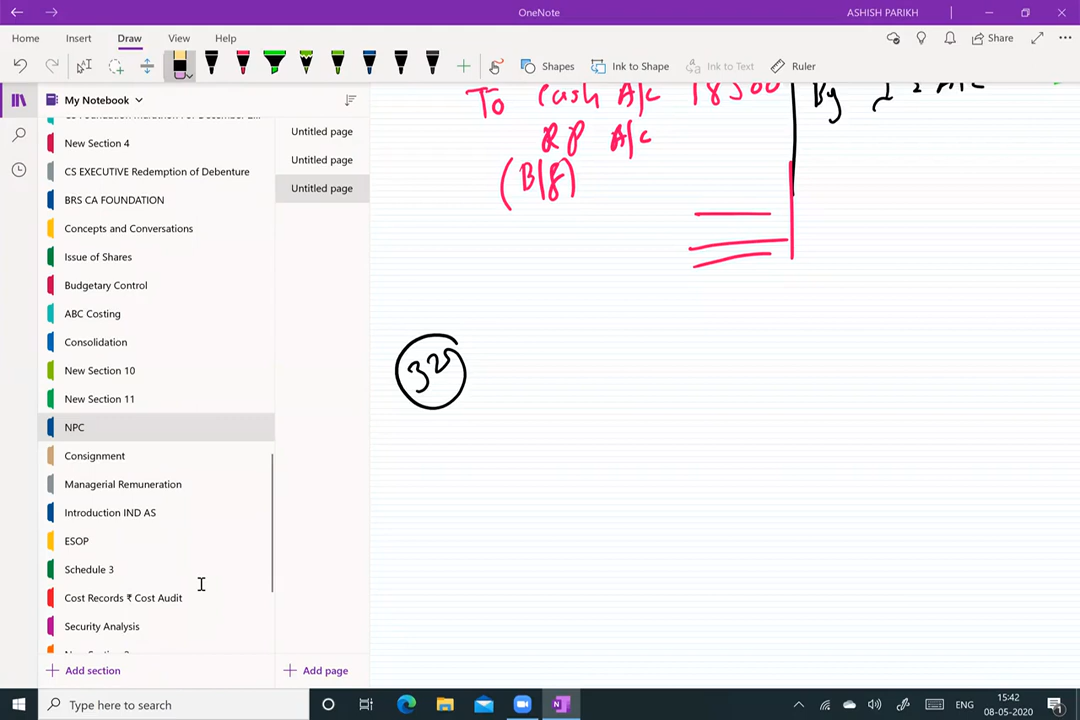 OneNote
ASHISH PARIKH
Home Insert Draw View Help
Share
Shapes
Ink to Shape
Ink to Text
Ruler
My Notebook
New Section 4
CS EXECUTIVE Redemption of Debenture
BRS CA FOUNDATION
Concepts and Conversations
Issue of Shares
Budgetary Control
ABC Costing
Consolidation
New Section 10
New Section 11
NPC
Consignment
Managerial Remuneration
Introduction IND AS
ESOP
Schedule 3
Cost Records ₹ Cost Audit
Security Analysis
Add section
Untitled page
Untitled page
Untitled page
Add page
To Cash A/c 18500 By
A/c
(B/f)
Type here to search
ENG
15:42
08-05-2020
1